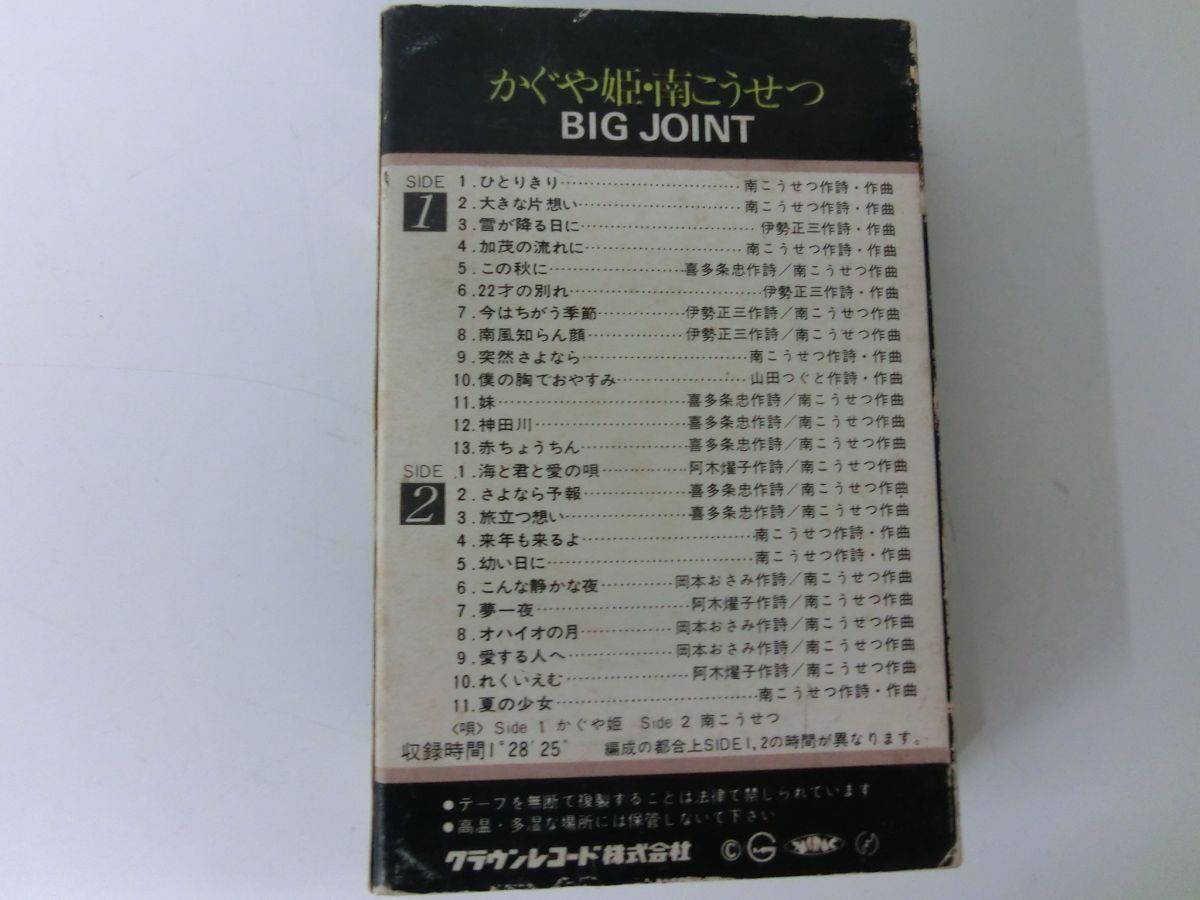 かぐや姫・南こうせつ
BIG JOINT
SIDE 1
1.ひとりきり…南こうせつ作詩・作曲
2.大きな片想い…南こうせつ作詩・作曲
3.雪が降る日に…伊勢正三作詩・作曲
4.加茂の流れに…南こうせつ作詩・作曲
5.この秋に…喜多条忠作詩/南こうせつ作曲
6.22才の別れ…伊勢正三作詩・作曲
7.今はちがう季節…伊勢正三作詩/南こうせつ作曲
8.南風知らん顔…伊勢正三作詩/南こうせつ作曲
9.突然さよなら…南こうせつ作詩・作曲
10.僕の胸でおやすみ…山田つぐと作詩・作曲
11.妹…喜多条忠作詩/南こうせつ作曲
12.神田川…喜多条忠作詩/南こうせつ作曲
13.赤ちょうちん…喜多条忠作詩/南こうせつ作曲
SIDE 2
1.海と君と愛の唄…阿木燿子作詩/南こうせつ作曲
2.さよなら予報…喜多条忠作詩/南こうせつ作曲
3.旅立つ想い…喜多条忠作詩/南こうせつ作曲
4.来年も来るよ…南こうせつ作詩・作曲
5.幼い日に…南こうせつ作詩・作曲
6.こんな静かな夜…岡本おさみ作詩/南こうせつ作曲
7.夢一夜…阿木燿子作詩/南こうせつ作曲
8.オハイオの月…岡本おさみ作詩/南こうせつ作曲
9.愛する人へ…岡本おさみ作詩/南こうせつ作曲
10.れくいえむ…阿木燿子作詩/南こうせつ作曲
11.夏の少女…南こうせつ作詩・作曲
〈唄〉Side 1 かぐや姫 Side 2 南こうせつ
収録時間1°28′25″ 編成の都合上SIDE1,2の時間が異なります。
●テープを無断で複製することは法律で禁じられています
●高温・多湿な場所には保管しないで下さい
クラウンレコード株式会社 Ⓒ